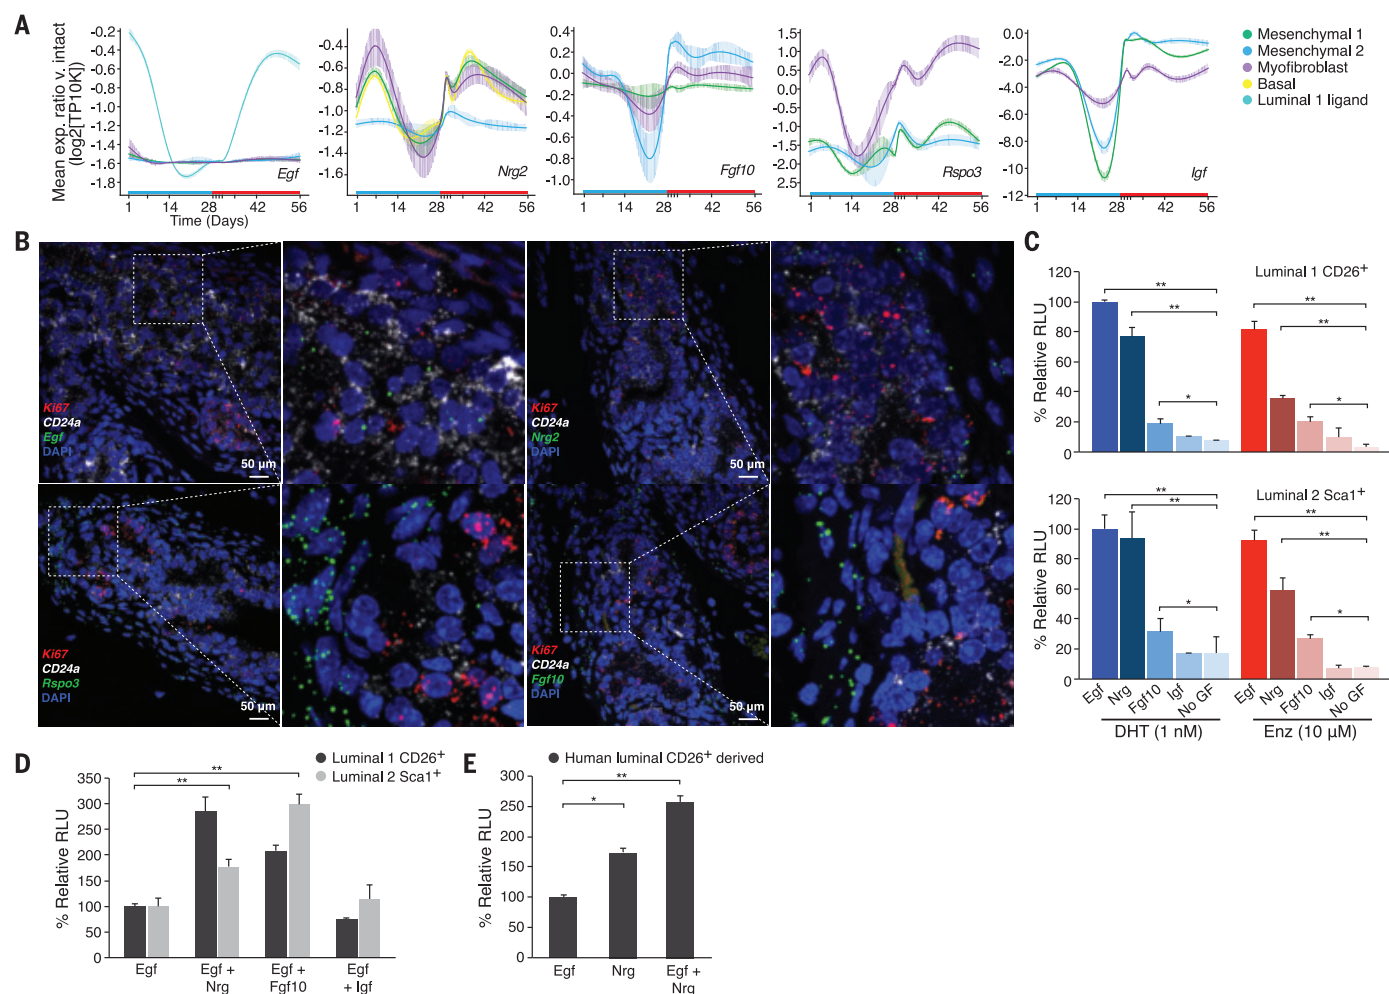 A
Mean exp. ratio v. intact
(log2[TP10K])
-0.2
-0.4
-0.6
-0.8
-1.0
-1.2
-1.4
-1.6
-1.8
Egf
1 14 28 42 56
Time (Days)
-0.4
-0.6
-0.8
-1.0
-1.2
-1.4
-1.6
Nrg2
1 14 28 42 56
0.4
0.2
0.0
-0.2
-0.4
-0.6
-0.8
-1.0
Fgf10
1 14 28 42 56
1.5
1.0
0.5
0.0
-0.5
-1.0
-1.5
-2.0
2.5
Rspo3
1 14 28 42 56
0.0
-2
-4
-6
-8
-10
-12
Igf
1 14 28 42 56
Mesenchymal 1
Mesenchymal 2
Myofibroblast
Basal
Luminal 1 ligand
B
Ki67
CD24a
Egf
DAPI
50 µm
Ki67
CD24a
Nrg2
DAPI
50 µm
Ki67
CD24a
Rspo3
DAPI
50 µm
Ki67
CD24a
Fgf10
DAPI
50 µm
C
Luminal 1 CD26+
% Relative RLU
120
100
80
60
40
20
0
** ** *
** ** *
Luminal 2 Sca1+
% Relative RLU
120
100
80
60
40
20
0
** ** *
** ** *
Egf Nrg Fgf10 Igf No GF
Egf Nrg Fgf10 Igf No GF
DHT (1 nM) Enz (10 µM)
D
Luminal 1 CD26+
Luminal 2 Sca1+
% Relative RLU
350
300
250
200
150
100
50
0
**
**
Egf Egf + Egf + Egf
Nrg Fgf10 + Igf
E
Human luminal CD26+ derived
% Relative RLU
300
250
200
150
100
50
0
**
*
Egf Nrg Egf +
Nrg